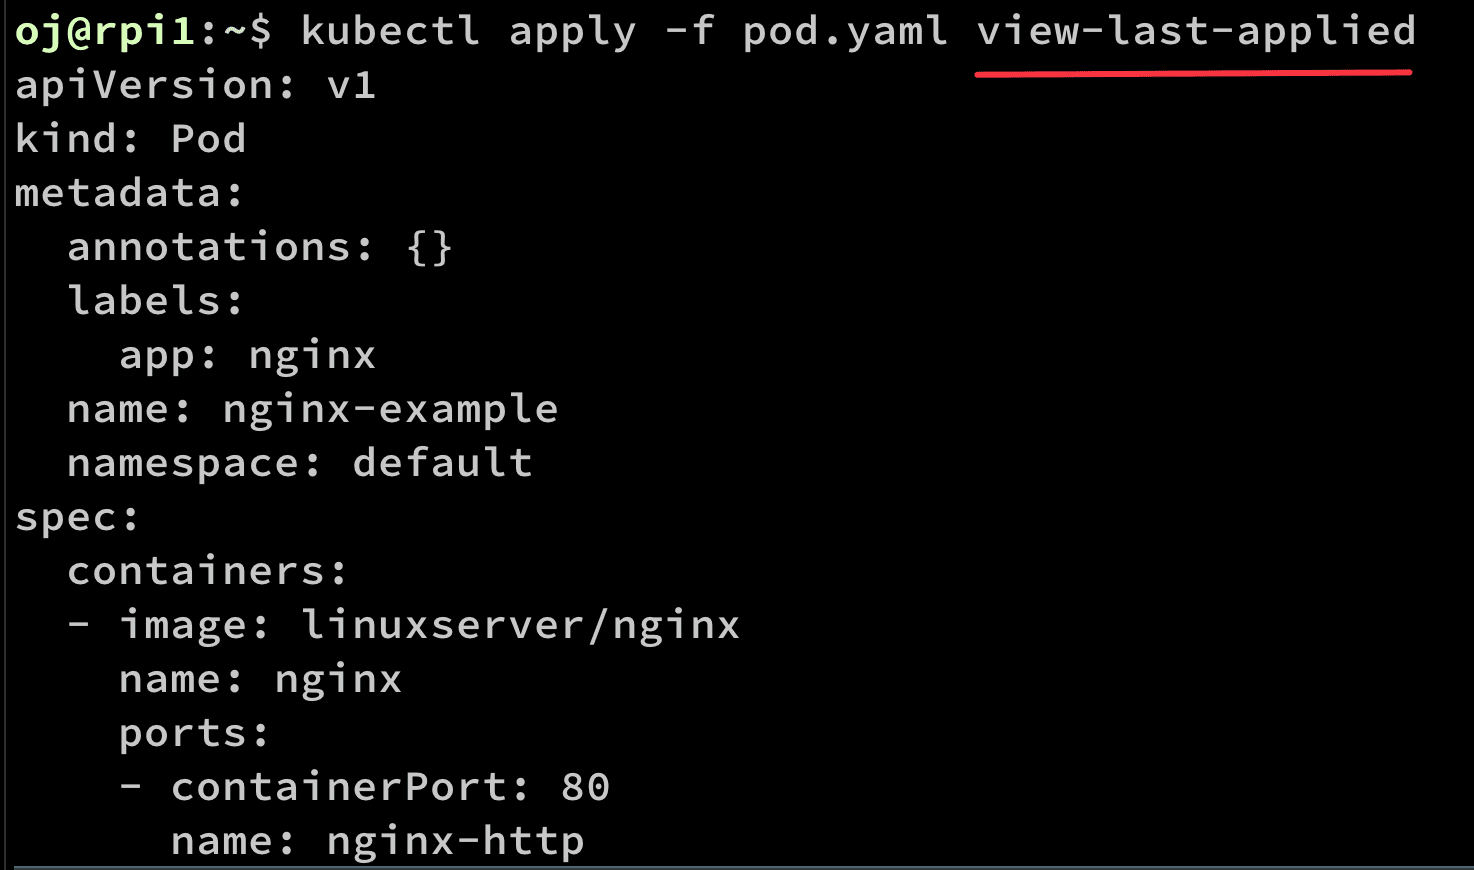 oj@rpi1:~$ kubectl apply -f pod.yaml view-last-applied
apiVersion: v1
kind: Pod
metadata:
  annotations: {}
  labels:
    app: nginx
  name: nginx-example
  namespace: default
spec:
  containers:
  - image: linuxserver/nginx
    name: nginx
    ports:
    - containerPort: 80
      name: nginx-http